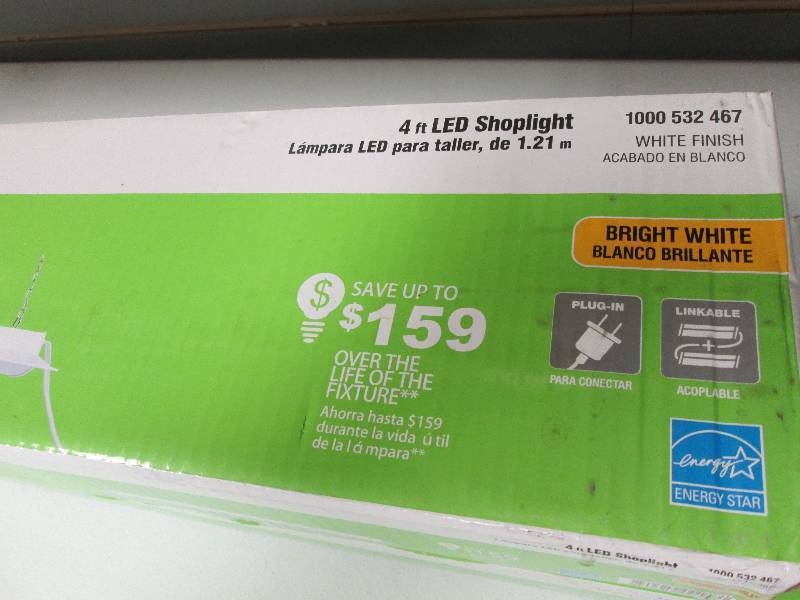 4 ft LED Shoplight
Lámpara LED para taller, de 1.21 m
1000 532 467
WHITE FINISH
ACABADO EN BLANCO
BRIGHT WHITE
BLANCO BRILLANTE
$
SAVE UP TO
$159
OVER THE
LIFE OF THE
FIXTURE**
Ahorra hasta $159
durante la vida ú til
de la l á mpara**
PLUG-IN
PARA CONECTAR
LINKABLE
ACOPLABLE
energy
ENERGY STAR
4 ft LED Shoplight
1000 532 467